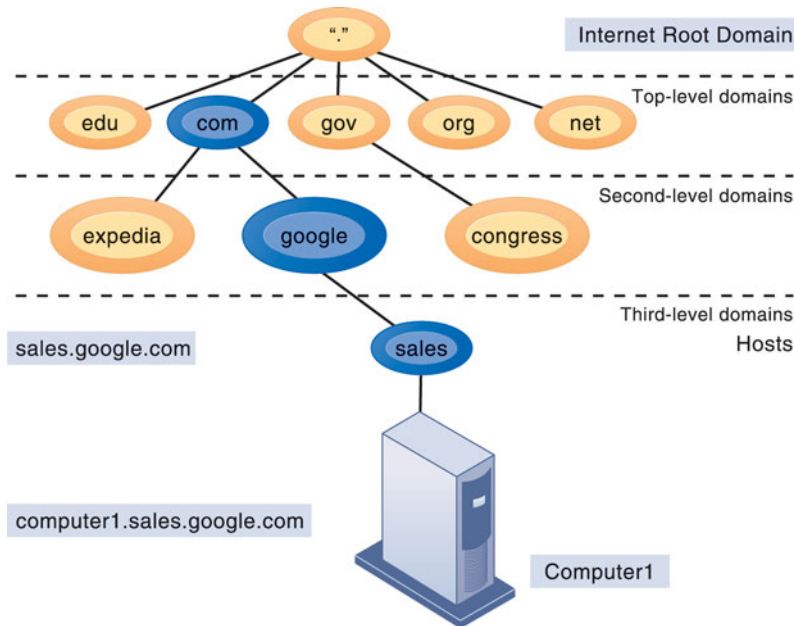 “.”
Internet Root Domain
Top-level domains
edu
com
gov
org
net
Second-level domains
expedia
google
congress
Third-level domains
sales.google.com
sales
Hosts
computer1.sales.google.com
Computer1